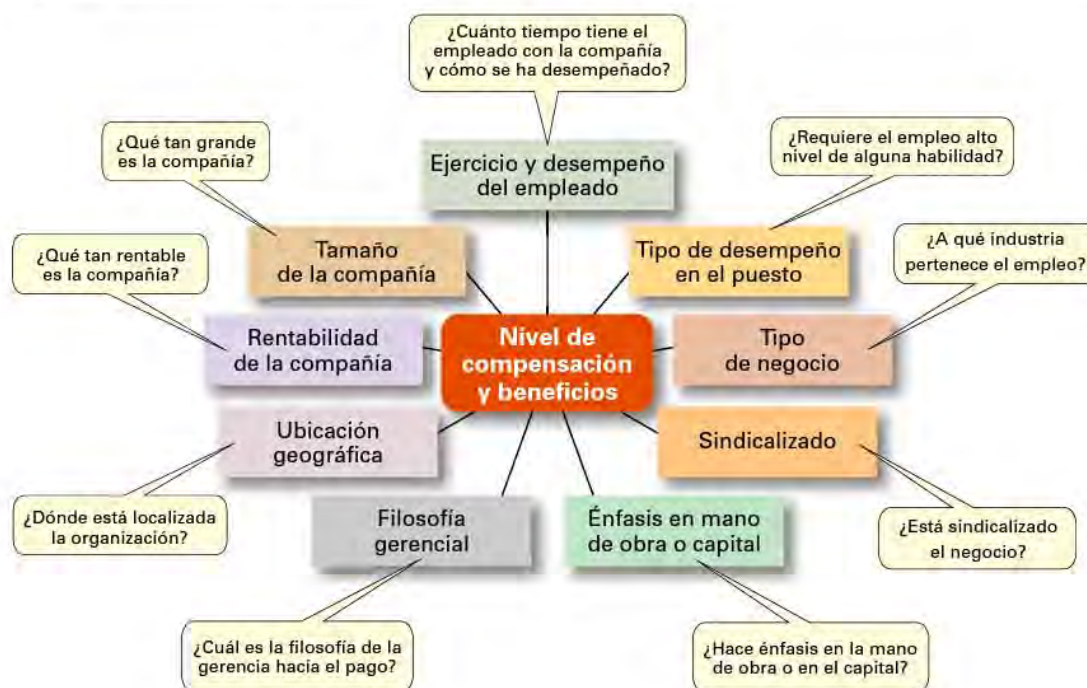 ¿Cuánto tiempo tiene el
empleado con la compañía
y cómo se ha desempeñado?
¿Qué tan grande
es la compañía?
Ejercicio y desempeño
del empleado
¿Requiere el empleo alto
nivel de alguna habilidad?
¿Qué tan rentable
es la compañía?
Tamaño
de la compañía
Tipo de desempeño
en el puesto
¿A qué industria
pertenece el empleo?
Rentabilidad
de la compañía
Nivel de
compensación
y beneficios
Tipo
de negocio
Ubicación
geográfica
Sindicalizado
¿Dónde está localizada
la organización?
Filosofía
gerencial
Énfasis en mano
de obra o capital
¿Está sindicalizado
el negocio?
¿Cuál es la filosofía de la
gerencia hacia el pago?
¿Hace énfasis en la mano
de obra o en el capital?